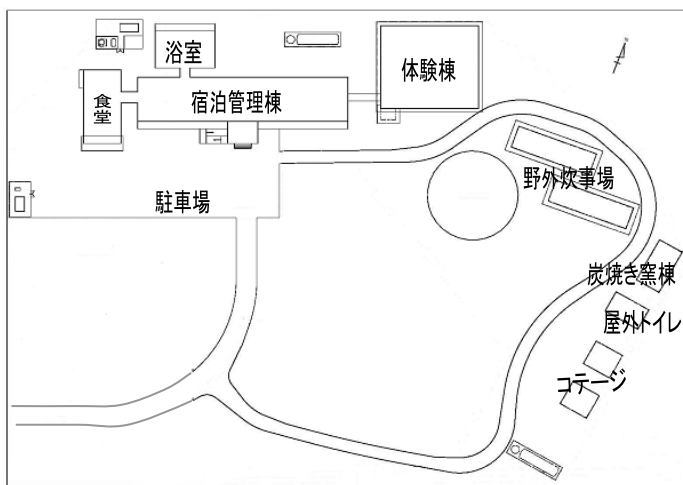 浴室
体験棟
宿泊管理棟
食堂
野外炊事場
駐車場
炭焼き窯棟
屋外トイレ
コテージ